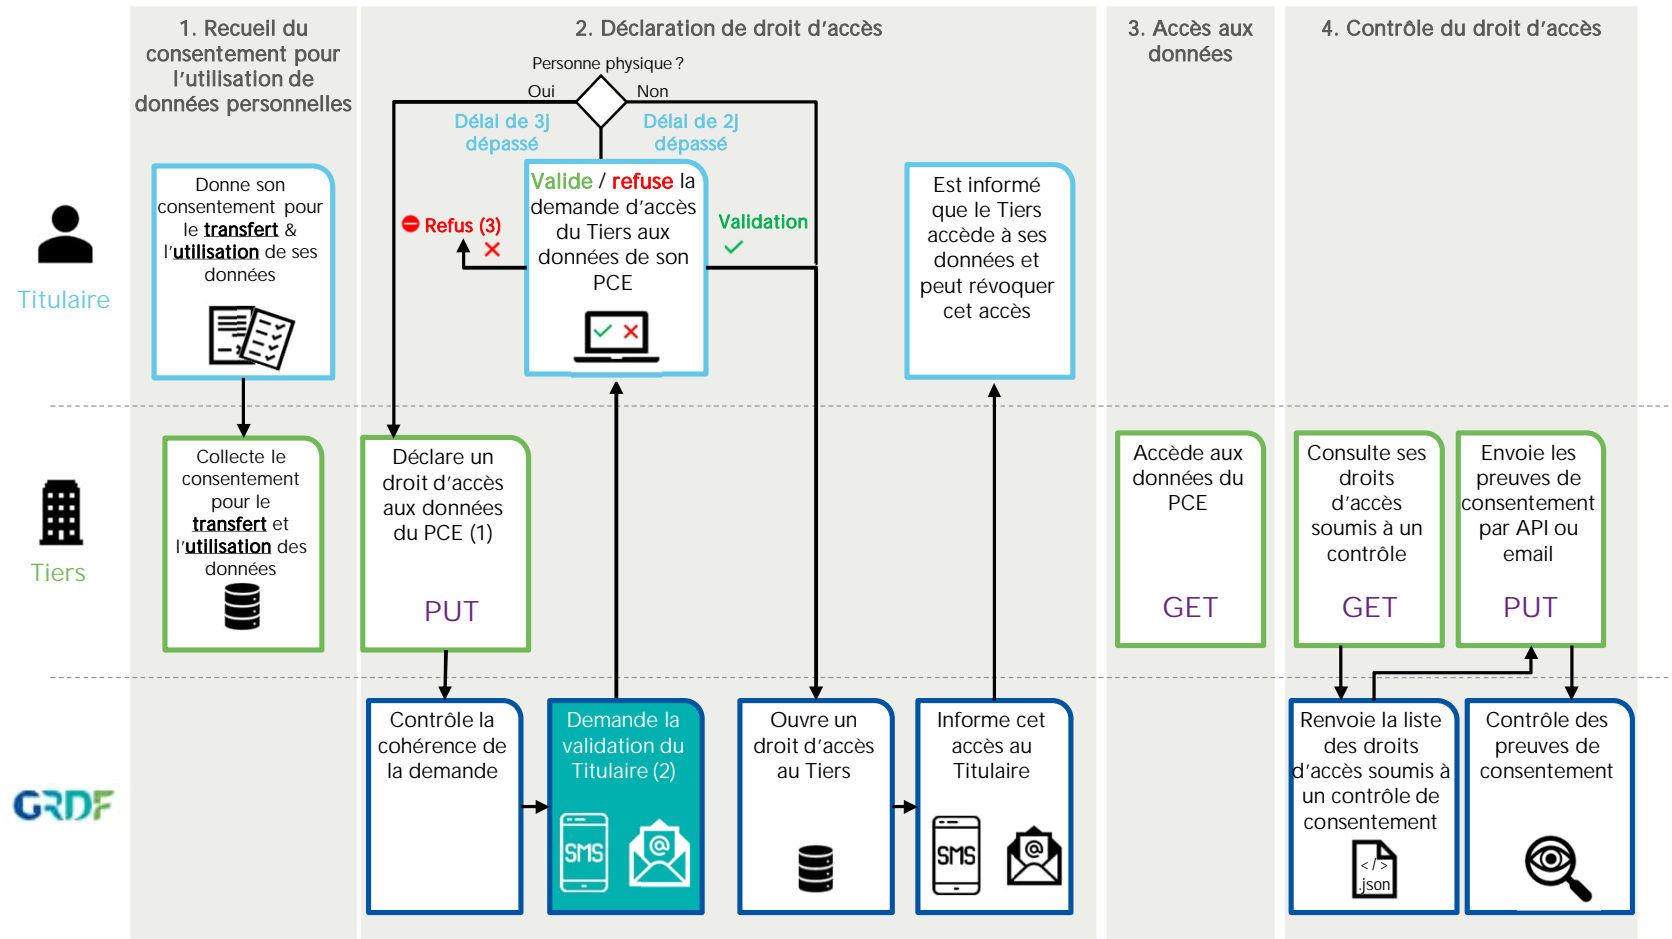 1. Recueil du
consentement pour
l'utilisation de
données personnelles
2. Déclaration de droit d'accès
3. Accès aux
données
4. Contrôle du droit d'accès
Personne physique ?
Oui
Non
Délai de 3j
dépassé
Délai de 2j
dépassé
Titulaire
Donne son
consentement pour
le transfert &
l'utilisation de ses
données
Refus (3)
Valide / refuse la
demande d'accès
du Tiers aux
données de son
PCE
Validation
Est informé
que le Tiers
accède à ses
données et
peut révoquer
cet accès
Tiers
Collecte le
consentement
pour le
transfert et
l'utilisation des
données
Déclare un
droit d'accès
aux données
du PCE (1)
PUT
Accède aux
données du
PCE
GET
Consulte ses
droits
d'accès
soumis à un
contrôle
GET
Envoie les
preuves de
consentement
par API ou
email
PUT
GRDF
Contrôle la
cohérence de
la demande
Demande la
validation du
Titulaire (2)
SMS
@
Ouvre un
droit d'accès
au Tiers
Informe cet
accès au
Titulaire
SMS
@
Renvoie la liste
des droits
d'accès soumis à
un contrôle de
consentement
< / >
.json
Contrôle des
preuves de
consentement